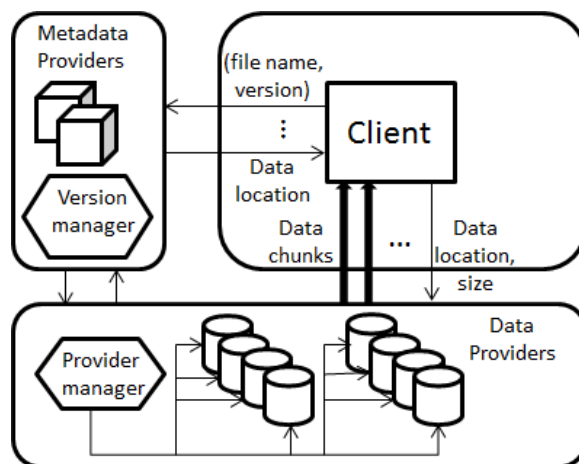 Metadata
Providers
Version
manager
(file name,
version)
...
Client
Data
location
Data
chunks
...
Data
location,
size
Provider
manager
Data
Providers